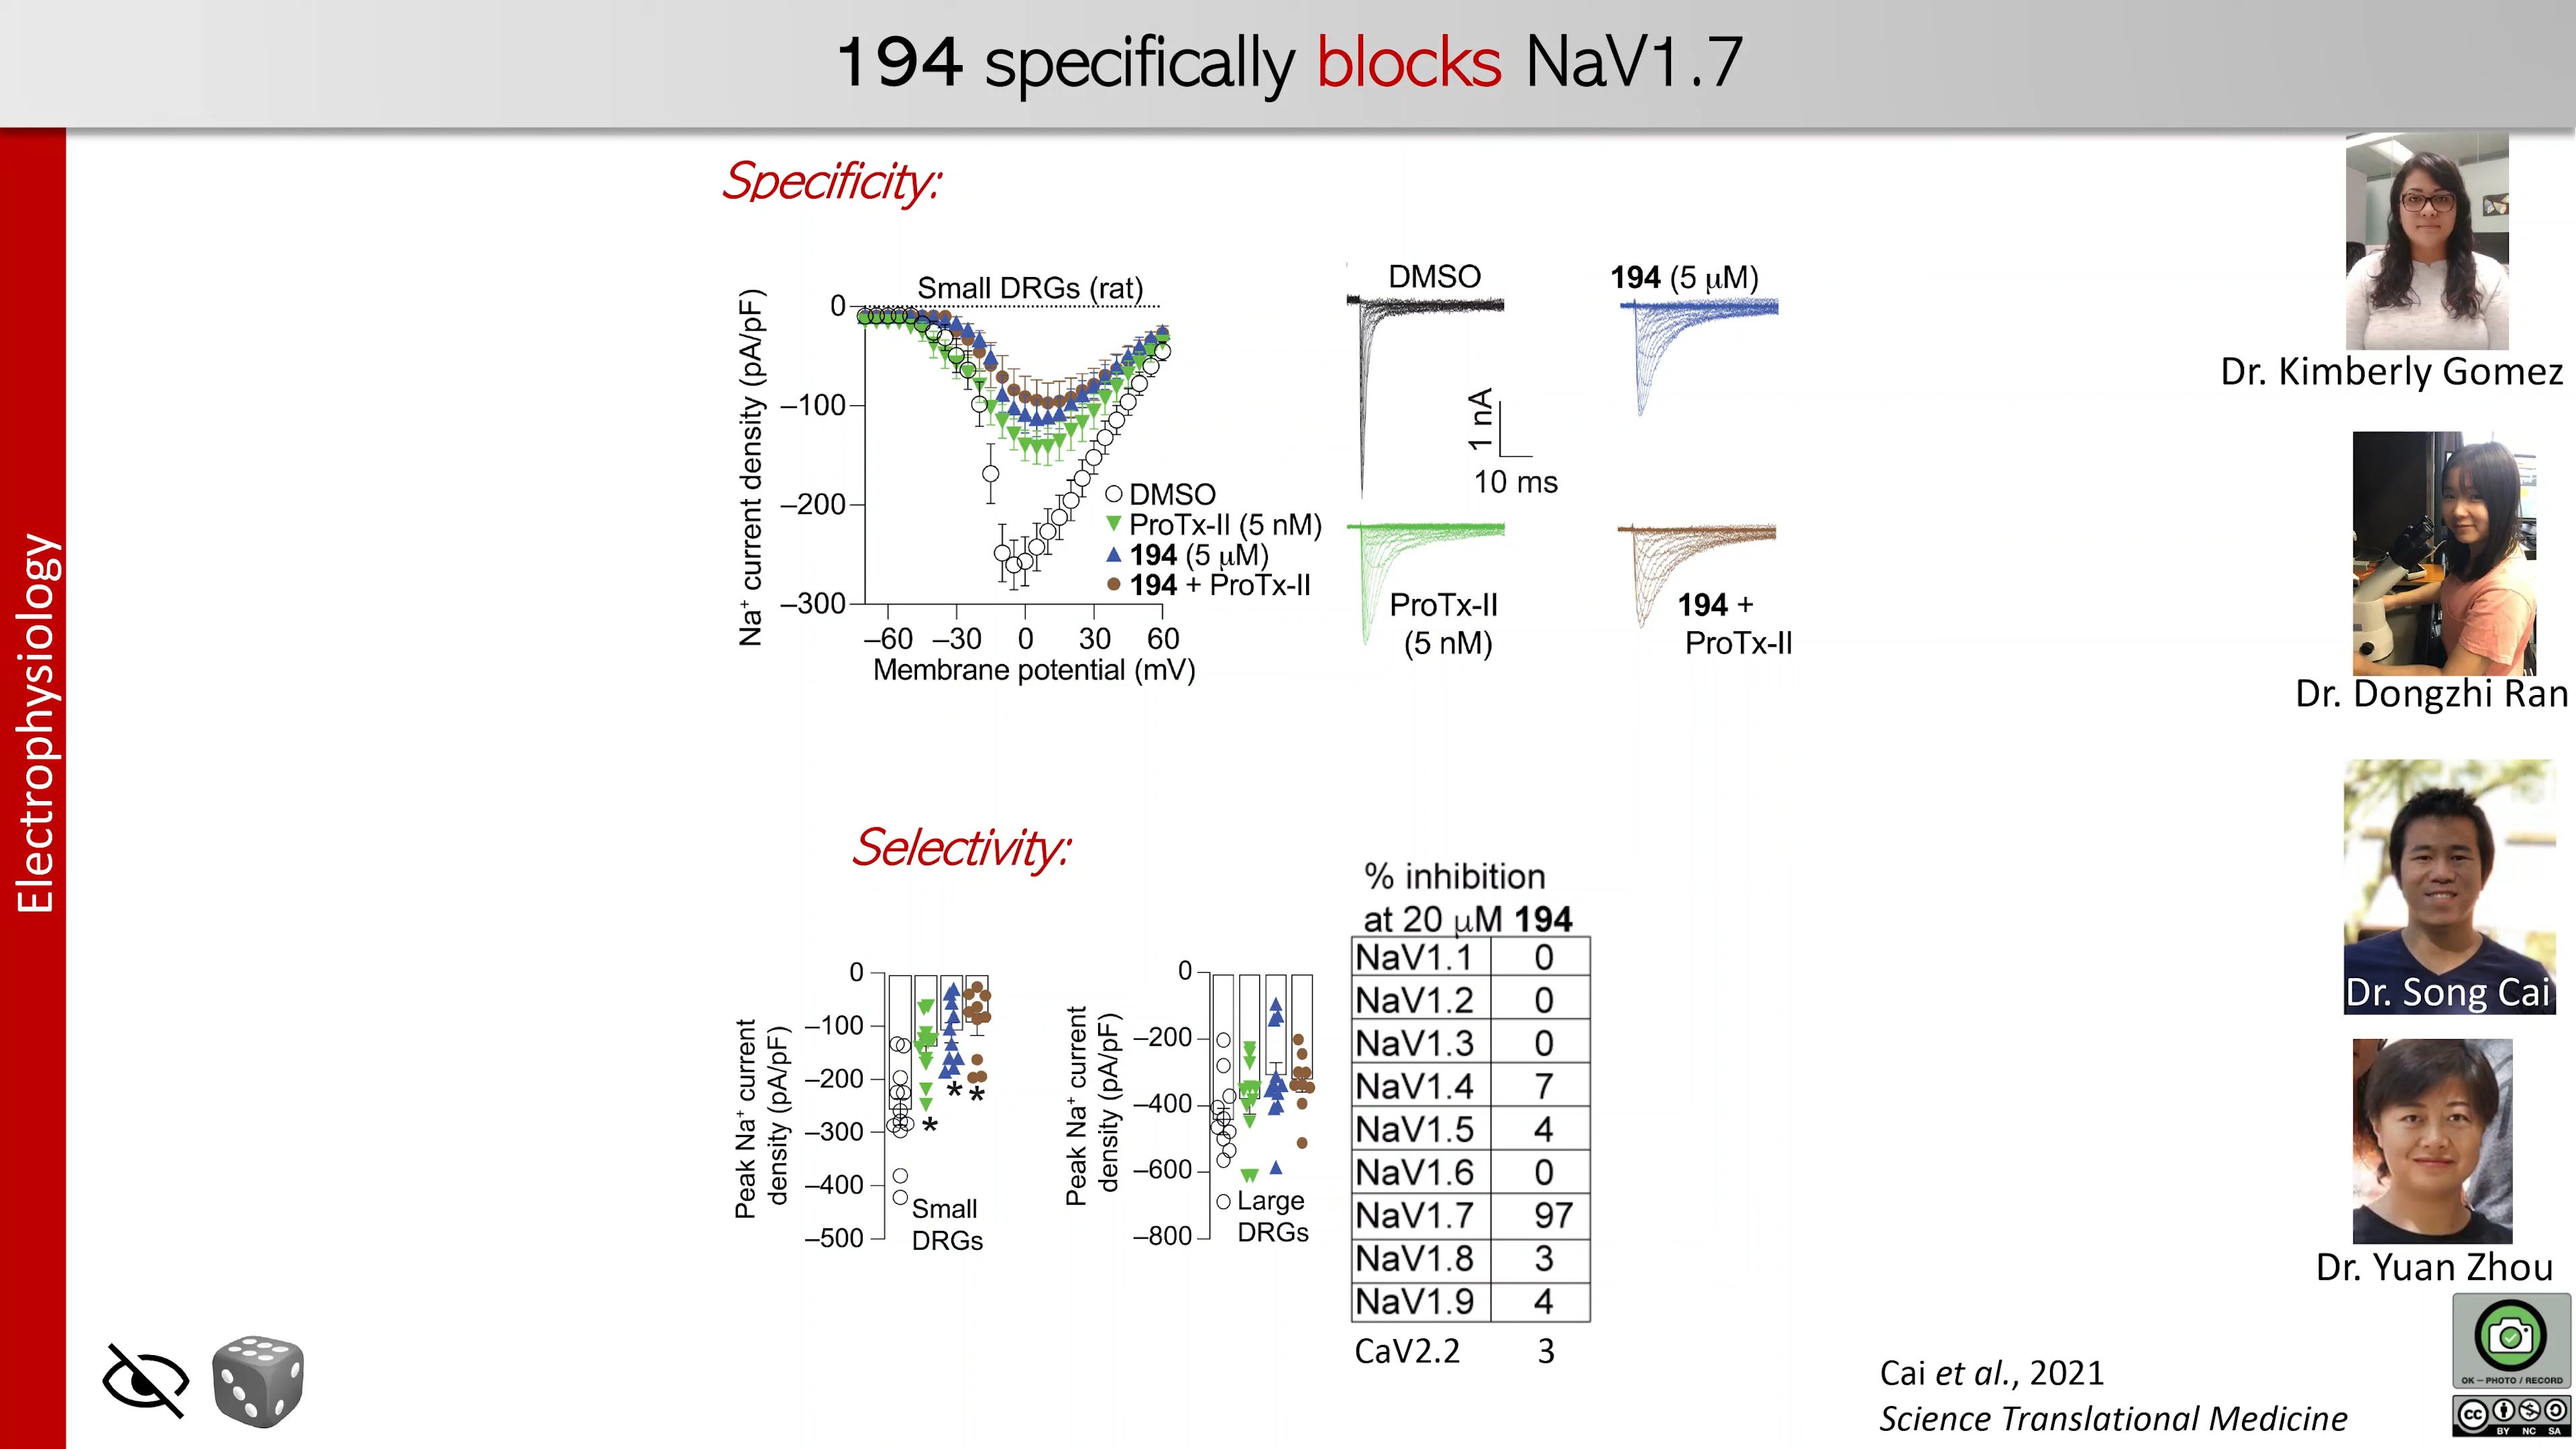 194 specifically blocks NaV1.7
Electrophysiology
Specificity:
Small DRGs (rat)
Na⁺ current density (pA/pF)
0
–100
–200
–300
–60 –30 0 30 60
Membrane potential (mV)
DMSO
ProTx-II (5 nM)
194 (5 µM)
194 + ProTx-II
DMSO
194 (5 µM)
1 nA
10 ms
ProTx-II
(5 nM)
194 +
ProTx-II
Selectivity:
Peak Na⁺ current
density (pA/pF)
0
–100
–200
–300
–400
–500
*
* *
Small
DRGs
Peak Na⁺ current
density (pA/pF)
0
–200
–400
–600
–800
Large
DRGs
% inhibition
at 20 µM 194
NaV1.1 0
NaV1.2 0
NaV1.3 0
NaV1.4 7
NaV1.5 4
NaV1.6 0
NaV1.7 97
NaV1.8 3
NaV1.9 4
CaV2.2 3
Dr. Kimberly Gomez
Dr. Dongzhi Ran
Dr. Song Cai
Dr. Yuan Zhou
Cai et al., 2021
Science Translational Medicine
OK – PHOTO / RECORD
cc
BY NC SA